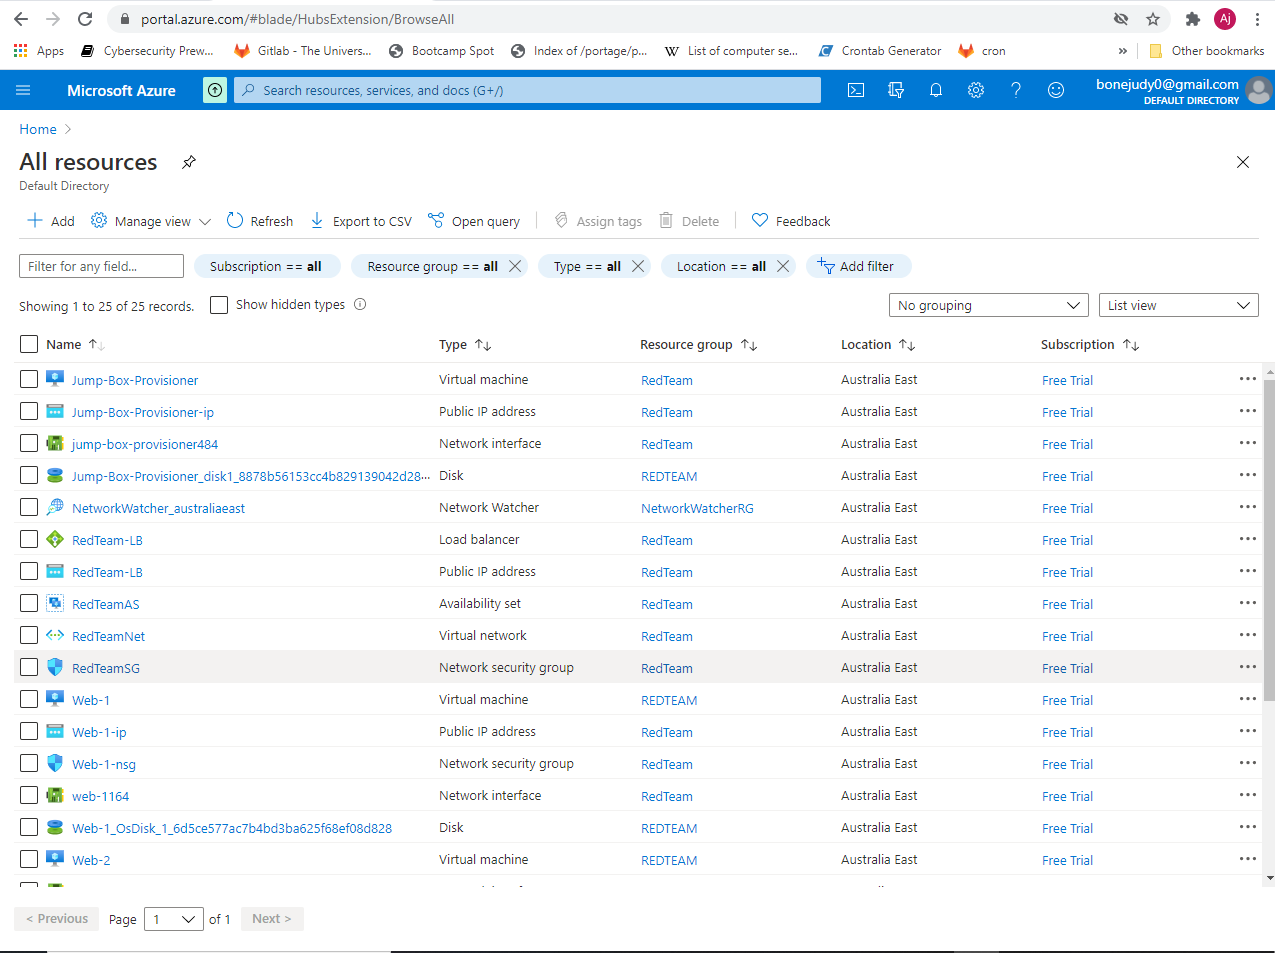 portal.azure.com/#blade/HubsExtension/BrowseAll
Aj
Apps Cybersecurity Prew... Gitlab - The Univers... Bootcamp Spot Index of /portage/p... W List of computer se... Crontab Generator cron » Other bookmarks
Microsoft Azure Search resources, services, and docs (G+/) bonejudy0@gmail.com
DEFAULT DIRECTORY
Home >
All resources
Default Directory
Add Manage view Refresh Export to CSV Open query Assign tags Delete Feedback
Filter for any field... Subscription == all Resource group == all Type == all Location == all Add filter
Showing 1 to 25 of 25 records. Show hidden types No grouping List view
Name Type Resource group Location Subscription
Jump-Box-Provisioner Virtual machine RedTeam Australia East Free Trial ...
Jump-Box-Provisioner-ip Public IP address RedTeam Australia East Free Trial ...
jump-box-provisioner484 Network interface RedTeam Australia East Free Trial ...
Jump-Box-Provisioner_disk1_8878b56153cc4b829139042d28... Disk REDTEAM Australia East Free Trial ...
NetworkWatcher_australiaeast Network Watcher NetworkWatcherRG Australia East Free Trial ...
RedTeam-LB Load balancer RedTeam Australia East Free Trial ...
RedTeam-LB Public IP address RedTeam Australia East Free Trial ...
RedTeamAS Availability set RedTeam Australia East Free Trial ...
RedTeamNet Virtual network RedTeam Australia East Free Trial ...
RedTeamSG Network security group RedTeam Australia East Free Trial ...
Web-1 Virtual machine REDTEAM Australia East Free Trial ...
Web-1-ip Public IP address RedTeam Australia East Free Trial ...
Web-1-nsg Network security group RedTeam Australia East Free Trial ...
web-1164 Network interface RedTeam Australia East Free Trial ...
Web-1_OsDisk_1_6d5ce577ac7b4bd3ba625f68ef08d828 Disk REDTEAM Australia East Free Trial ...
Web-2 Virtual machine REDTEAM Australia East Free Trial ...
< Previous Page 1 of 1 Next >